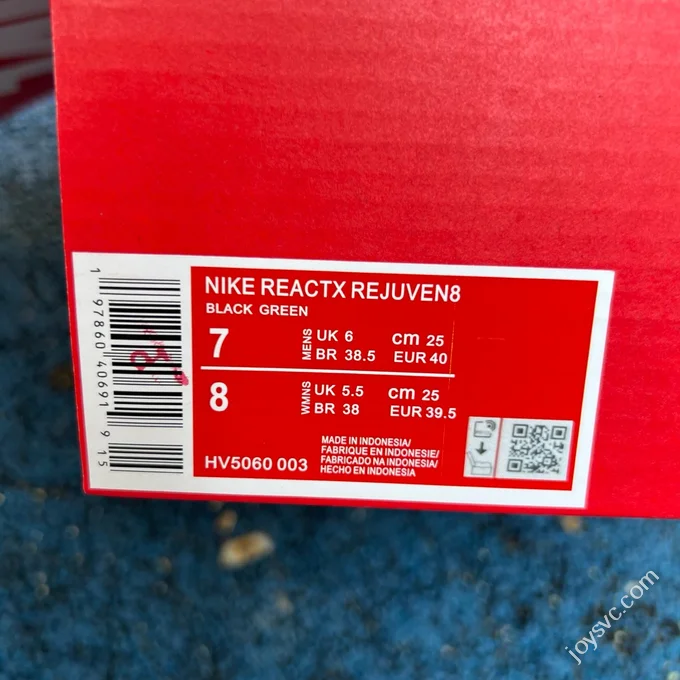 NIKE REACTX REJUVEN8
BLACK GREEN
7 MENS UK 6 cm 25
BR 38.5 EUR 40
8 WMNS UK 5.5 cm 25
BR 38 EUR 39.5
MADE IN INDONESIA/
FABRIQUE EN INDONESIE/
FABRICADO NA INDONESIA/
HECHO EN INDONESIA
HV5060 003
1 97860 40691 9 15
joysvc.com